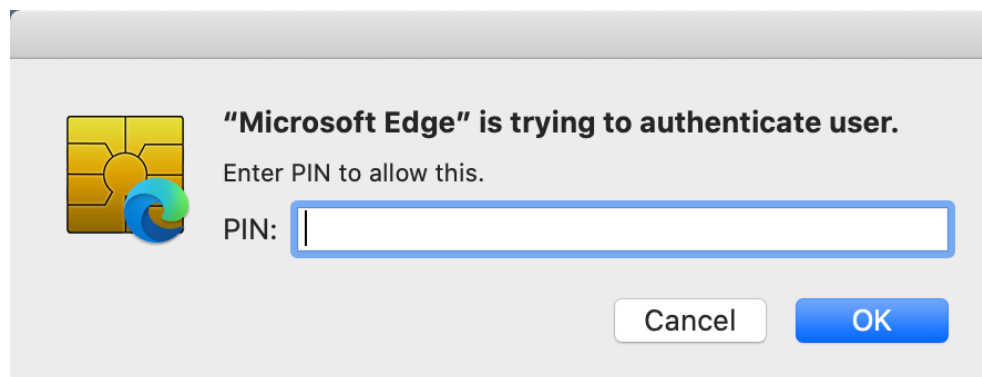 “Microsoft Edge” is trying to authenticate user.
Enter PIN to allow this.
PIN:
Cancel
OK